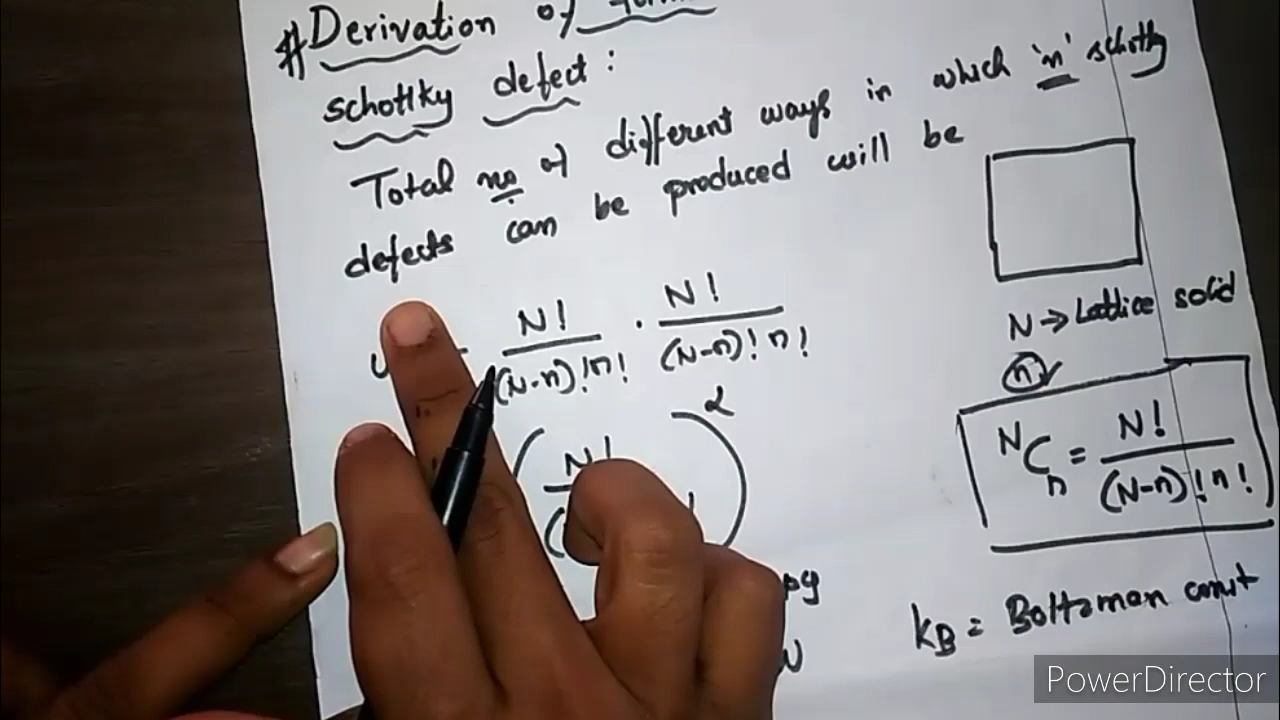 #Derivation of
schottky defect:
Total no of different ways in which 'n' schottky
defects can be produced will be
N! / (N-n)!n! . N! / (N-n)!n!
N→Lattice solid
n
2
N!
NCn = N! / (N-n)!n!
kB = Boltzman const
PowerDirector